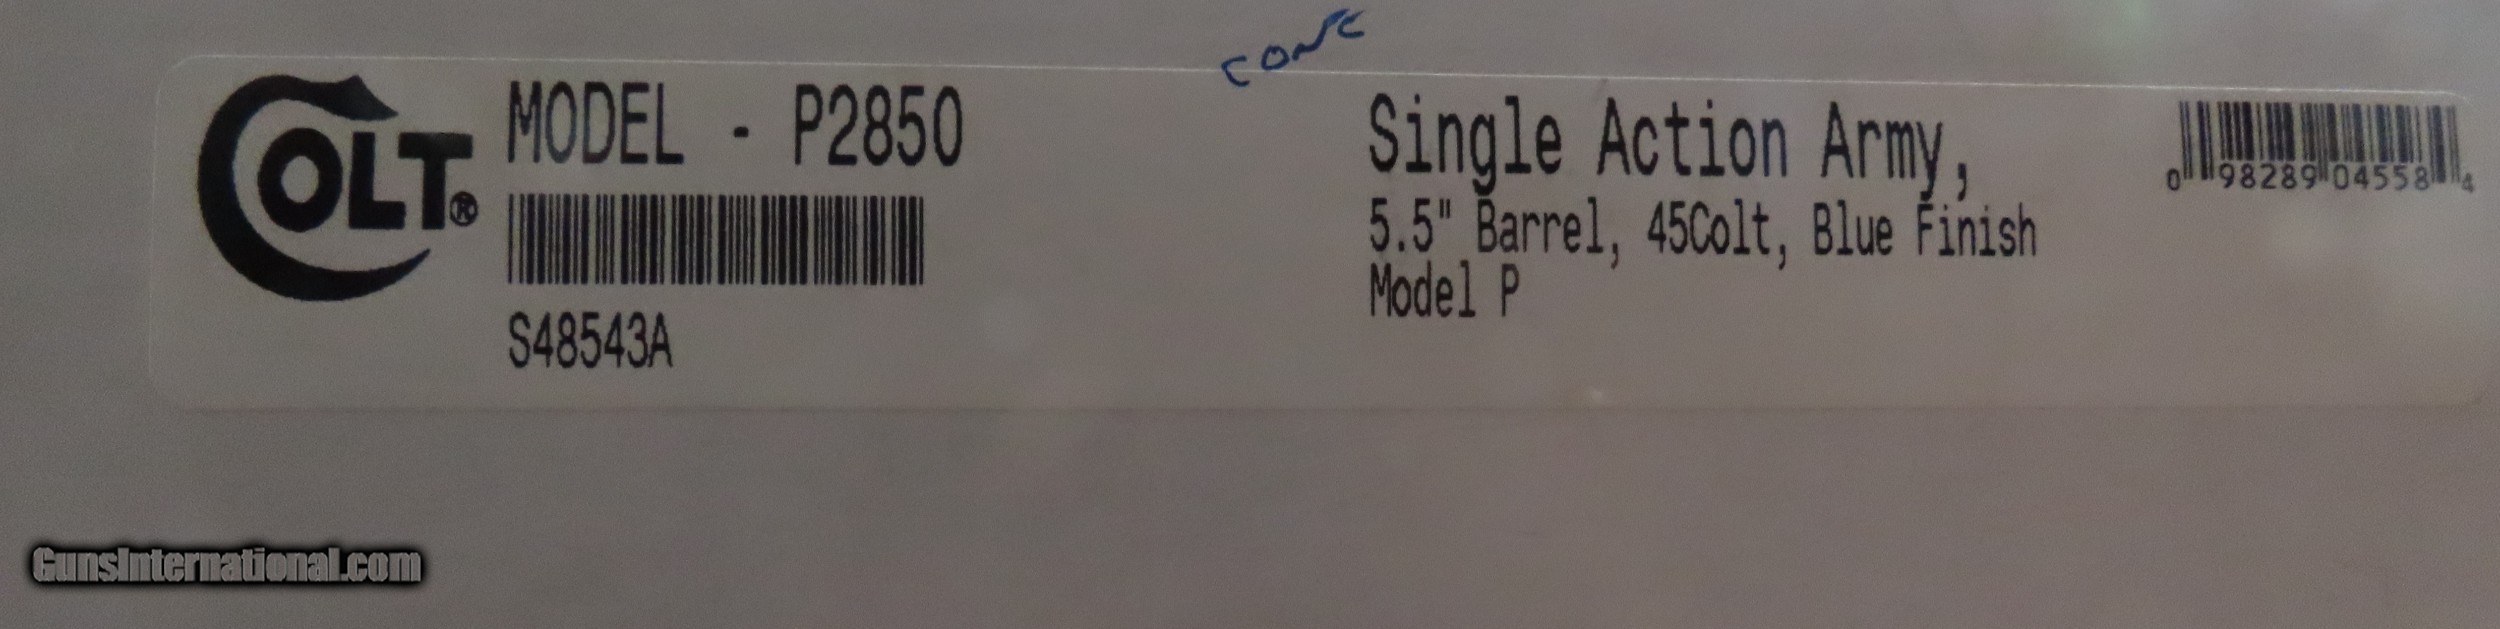 conc
COLT®
MODEL - P2850
S48543A
Single Action Army,
5.5" Barrel, 45Colt, Blue Finish
Model P
0 98289 04558 4
GunsInternational.com